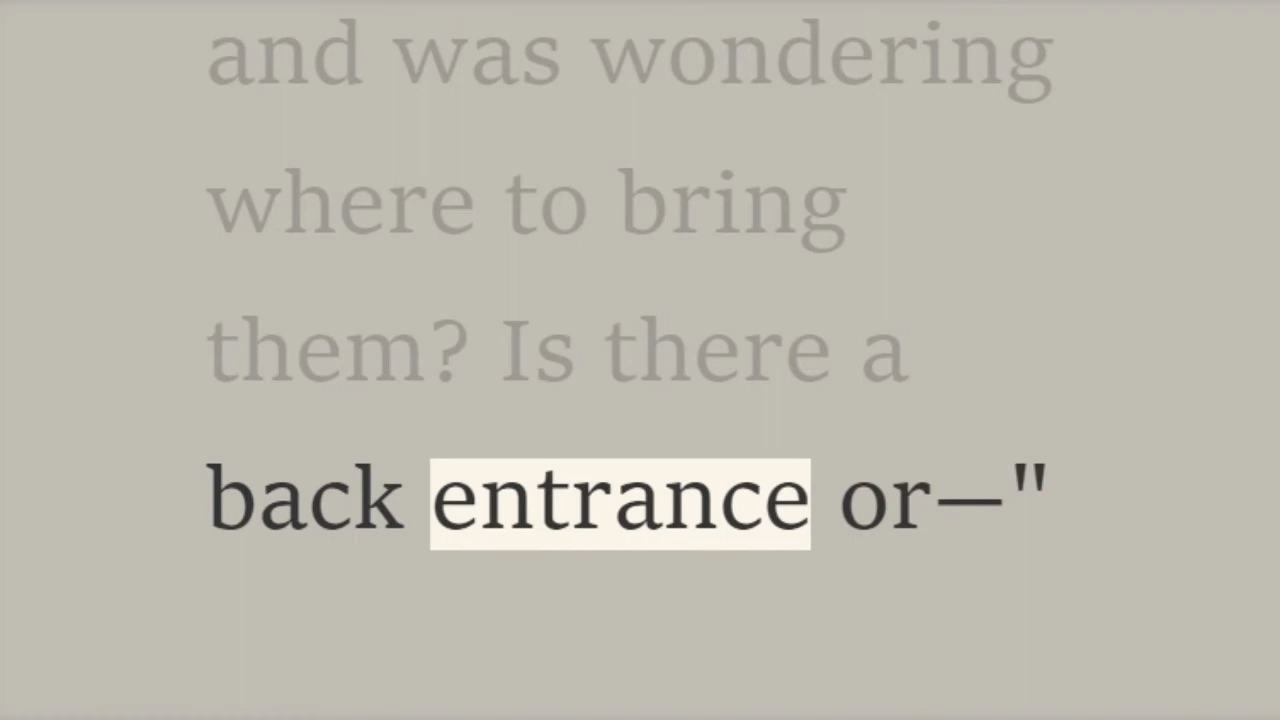 and was wondering
where to bring
them? Is there a
back entrance or—"